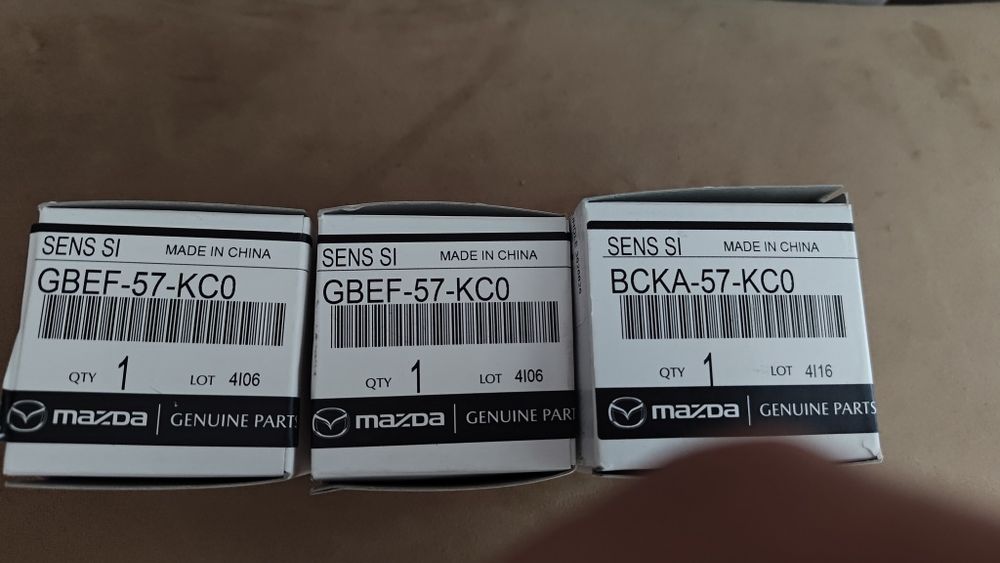 SENS SI MADE IN CHINA
GBEF-57-KC0
QTY 1 LOT 4I06
mazda GENUINE PARTS
SENS SI MADE IN CHINA
GBEF-57-KC0
QTY 1 LOT 4I06
mazda GENUINE PAR
SENS SI MADE IN CHINA
BCKA-57-KC0
QTY 1 LOT 4I16
mazda GENUINE PARTS